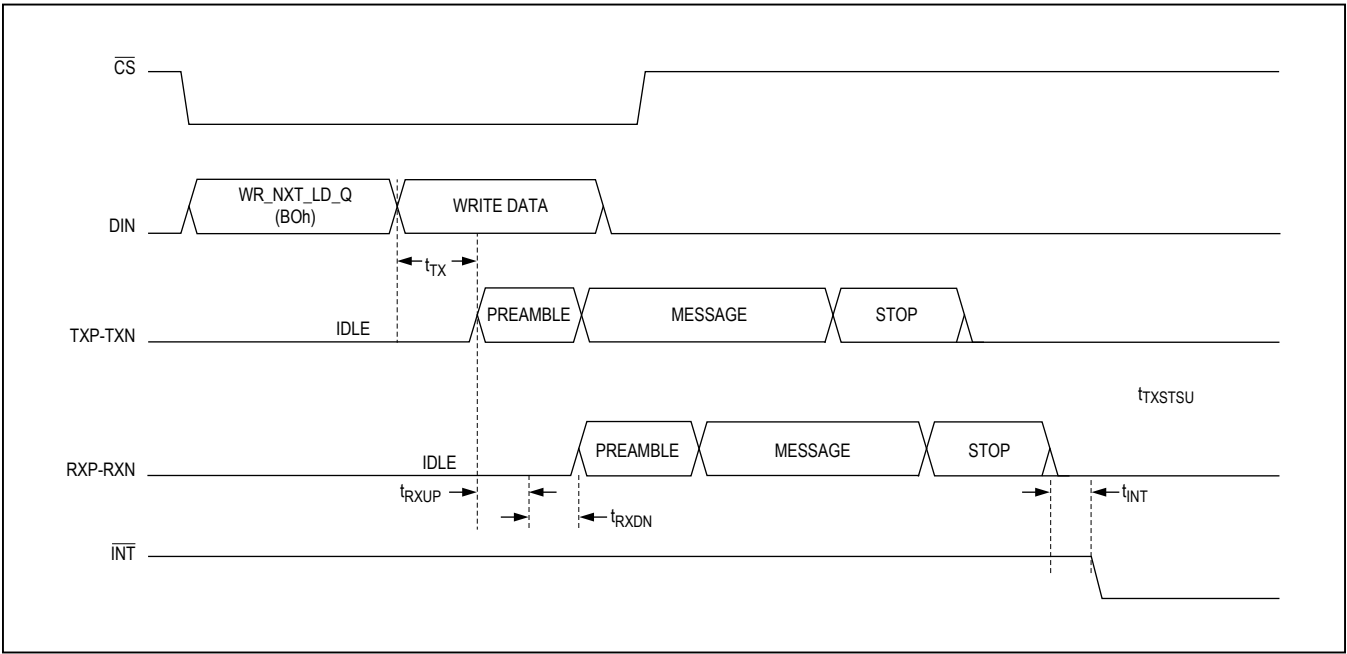 CS
WR_NXT_LD_Q
(BOh)
WRITE DATA
DIN
tTX
PREAMBLE MESSAGE STOP
IDLE
TXP-TXN
tTXSTSU
PREAMBLE MESSAGE STOP
IDLE
RXP-RXN
tRXUP
tINT
tRXDN
INT